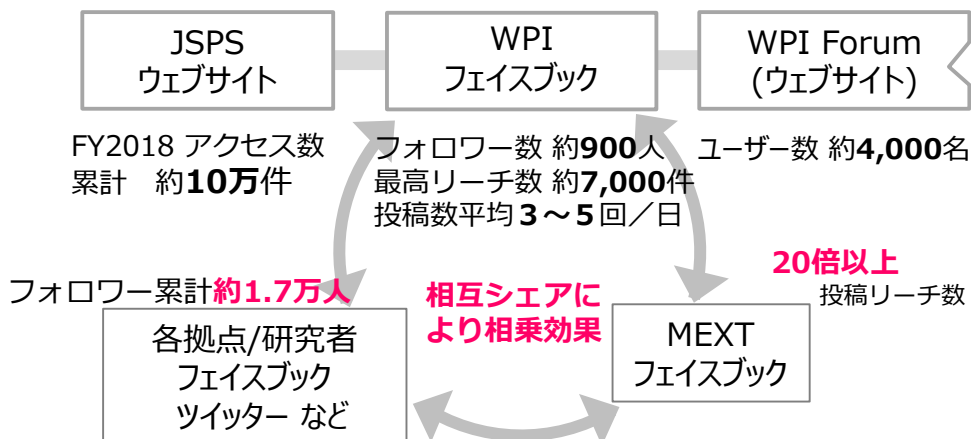 JSPS
ウェブサイト
WPI
フェイスブック
WPI Forum
(ウェブサイト)
FY2018 アクセス数
累計　約10万件
フォロワー数 約900人
最高リーチ数 約7,000件
投稿数平均３～５回／日
ユーザー数 約4,000名
フォロワー累計約1.7万人
各拠点/研究者
フェイスブック
ツイッター など
相互シェアに
より相乗効果
20倍以上
投稿リーチ数
MEXT
フェイスブック